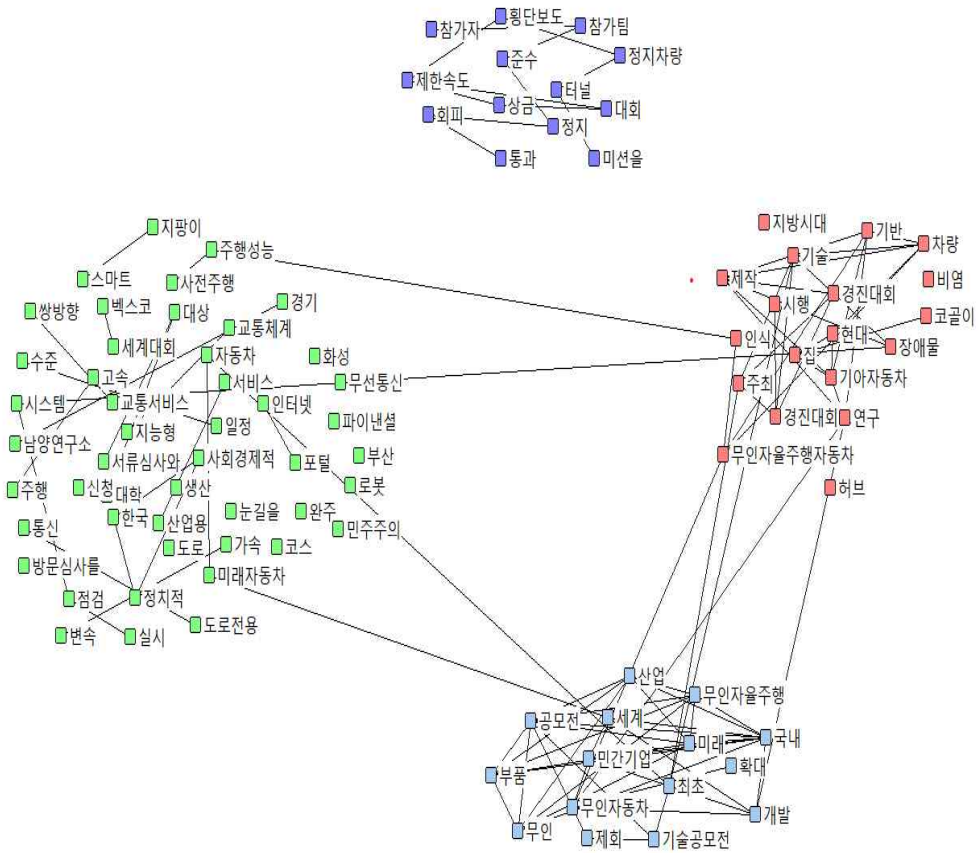 횡단보도
참가자
참가팀
준수
정지차량
제한속도
터널
상금
대회
회피
정지
통과
미션을
지팡이
주행성능
스마트
사전주행
쌍방향
벡스코
대상
경기
교통체계
세계대회
자동차
화성
수준
고속
서비스
무선통신
시스템
교통서비스
인터넷
파이낸셜
일정
남양연구소
지능형
서류심사와
사회경제적
포털
부산
주행
신청
대학
생산
로봇
한국
산업용
눈길을
완주
민주주의
통신
도로
가속
코스
방문심사를
미래자동차
점검
정치적
변속
실시
도로전용
지방시대
기반
차량
기술
제작
비염
경진대회
시행
코골이
인식
현대
장애물
집
주최
기아자동차
경진대회
연구
무인자율주행자동차
허브
산업
무인자율주행
공모전
세계
국내
미래
민간기업
확대
부품
최초
무인자동차
개발
무인
제회
기술공모전